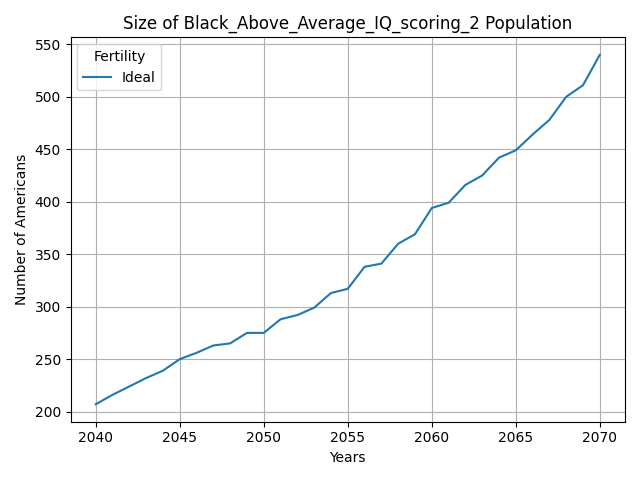 Size of Black_Above_Average_IQ_scoring_2 Population
Fertility
Ideal
Number of Americans
550
500
450
400
350
300
250
200
2040 2045 2050 2055 2060 2065 2070
Years